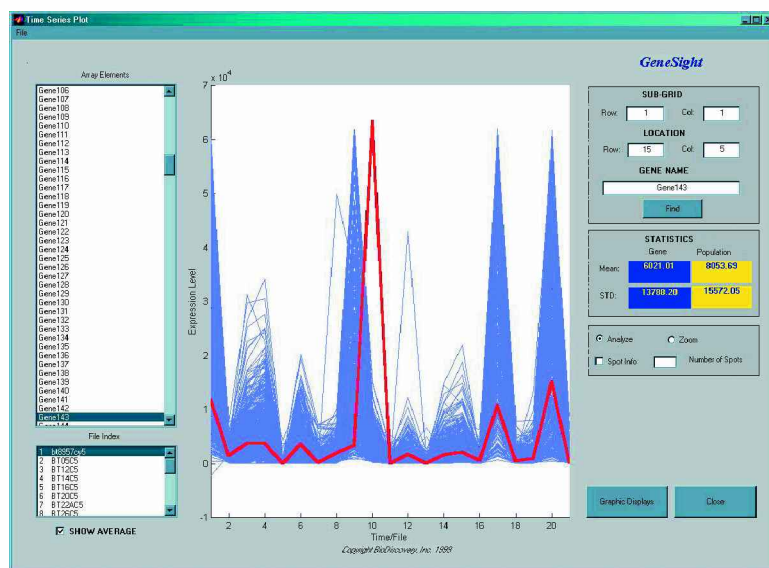 Time Series Plot
File
GeneSight
Array Elements
Gene106
Gene107
Gene108
Gene109
Gene110
Gene111
Gene112
Gene113
Gene114
Gene115
Gene116
Gene117
Gene118
Gene119
Gene120
Gene121
Gene122
Gene123
Gene124
Gene125
Gene126
Gene127
Gene128
Gene129
Gene130
Gene131
Gene132
Gene133
Gene134
Gene135
Gene136
Gene137
Gene138
Gene139
Gene140
Gene141
Gene142
Gene143
File Index
1 bt8957cy5
2 BT05C5
3 BT12C5
4 BT14C5
5 BT16C5
6 BT20C5
7 BT22AC5
8 BT26C5
SHOW AVERAGE
x 10^4
7
6
5
4
3
2
1
0
-1
Expression Level
2 4 6 8 10 12 14 16 18 20
Time/File
Copyright BioDiscovery, Inc. 1999
SUB-GRID
Row: 1 Col: 1
LOCATION
Row: 15 Col: 5
GENE NAME
Gene143
Find
STATISTICS
Gene Population
Mean: 6021.01 8053.69
STD: 13788.20 15572.05
Analyze Zoom
Spot Info Number of Spots
Graphic Displays Close